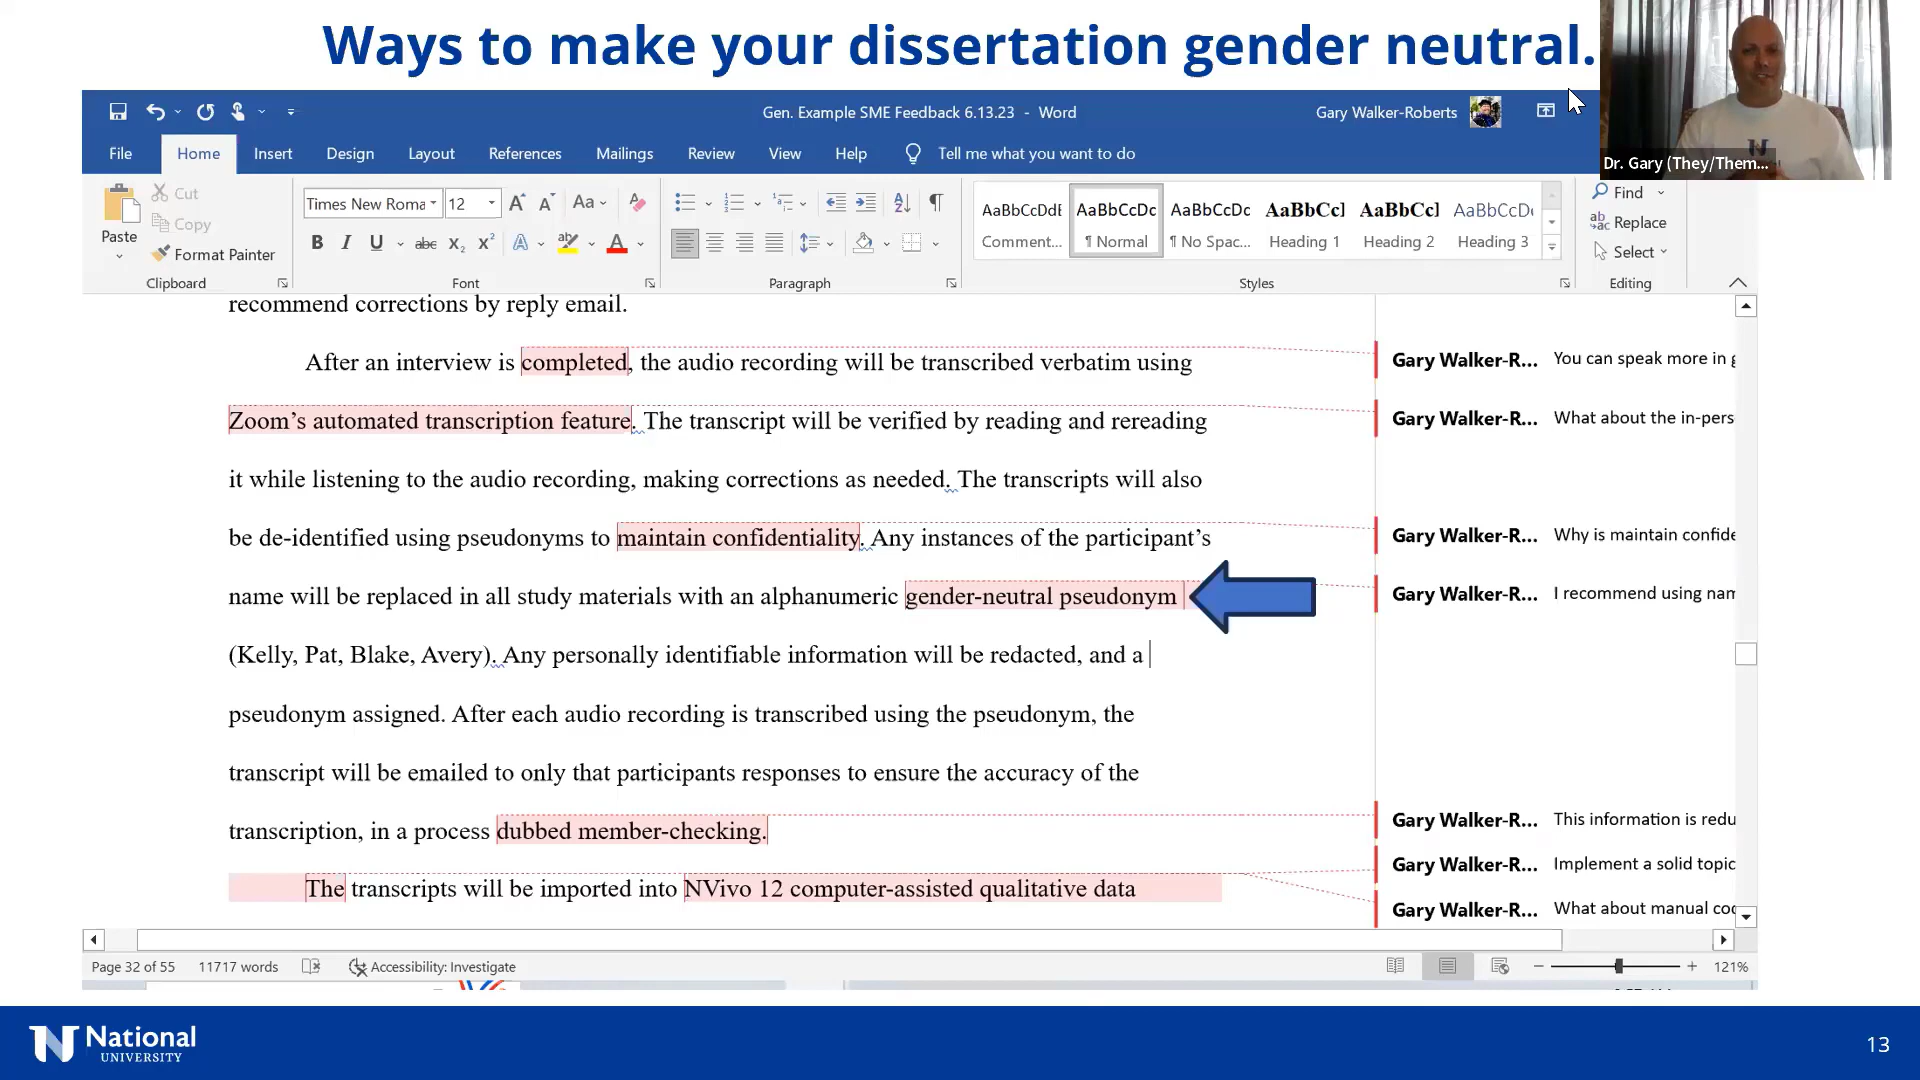 Ways to make your dissertation gender neutral.
Dr. Gary (They/Them...
Gen. Example SME Feedback 6.13.23 - Word
Gary Walker-Roberts
File Home Insert Design Layout References Mailings Review View Help Tell me what you want to do
Paste
Cut
Copy
Format Painter
Clipboard
Times New Roma 12
Font
Paragraph
AaBbCcDdE AaBbCcDc AaBbCcDc AaBbCcI AaBbCcI AaBbCcDc
Comment... ¶ Normal ¶ No Spac... Heading 1 Heading 2 Heading 3
Styles
Find
Replace
Select
Editing
recommend corrections by reply email.
After an interview is completed, the audio recording will be transcribed verbatim using
Zoom’s automated transcription feature. The transcript will be verified by reading and rereading
it while listening to the audio recording, making corrections as needed. The transcripts will also
be de-identified using pseudonyms to maintain confidentiality. Any instances of the participant’s
name will be replaced in all study materials with an alphanumeric gender-neutral pseudonym
(Kelly, Pat, Blake, Avery). Any personally identifiable information will be redacted, and a
pseudonym assigned. After each audio recording is transcribed using the pseudonym, the
transcript will be emailed to only that participants responses to ensure the accuracy of the
transcription, in a process dubbed member-checking.
The transcripts will be imported into NVivo 12 computer-assisted qualitative data
Gary Walker-R... You can speak more in g
Gary Walker-R... What about the in-pers
Gary Walker-R... Why is maintain confide
Gary Walker-R... I recommend using nam
Gary Walker-R... This information is redu
Gary Walker-R... Implement a solid topic
Gary Walker-R... What about manual coc
Page 32 of 55 11717 words Accessibility: Investigate
121%
National
UNIVERSITY
13